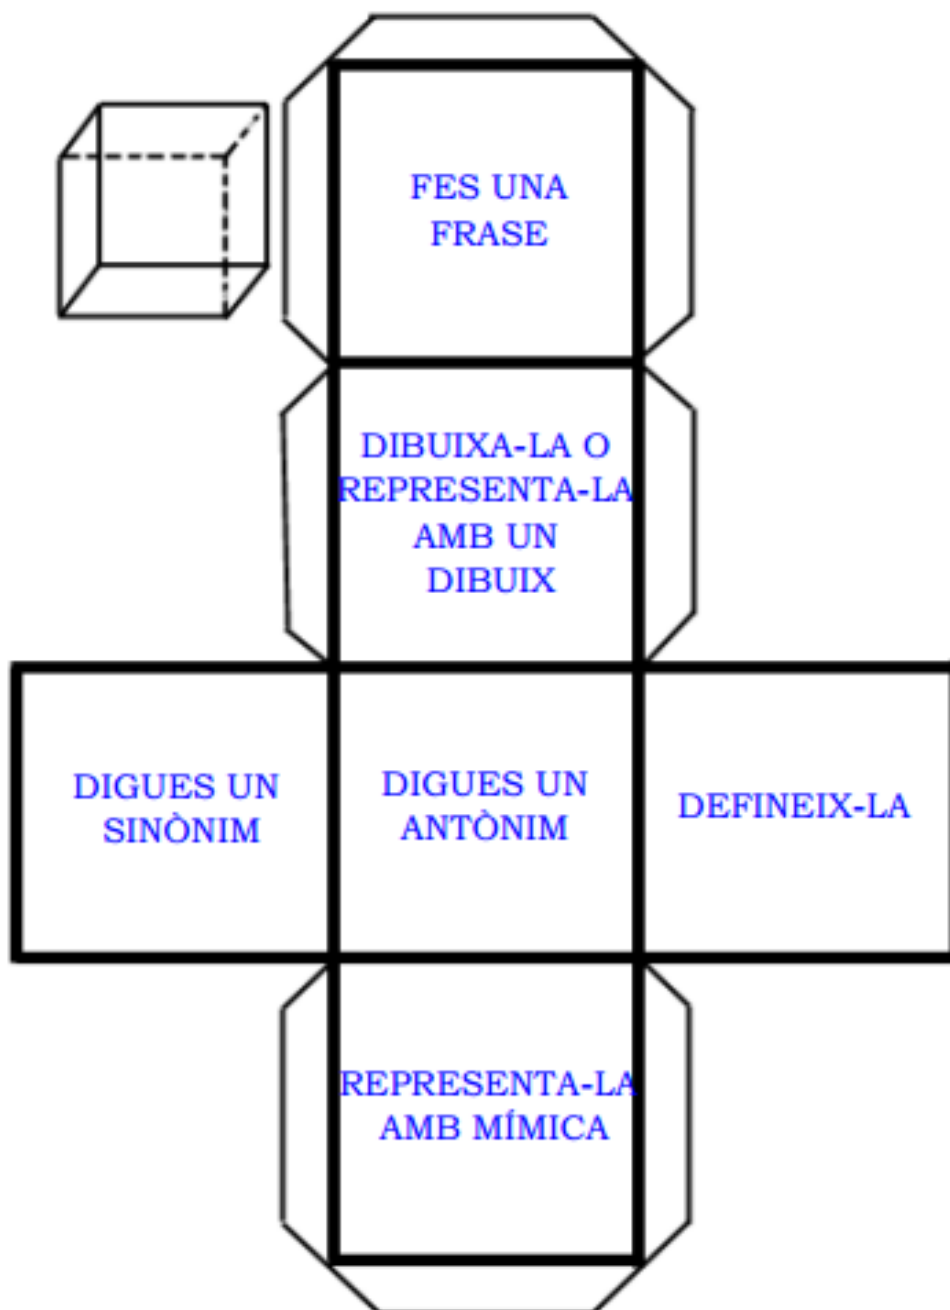 FES UNA
FRASE
DIBUIXA-LA O
REPRESENTA-LA
AMB UN
DIBUIX
DIGUES UN
SINÒNIM
DIGUES UN
ANTÒNIM
DEFINEIX-LA
REPRESENTA-LA
AMB MÍMICA